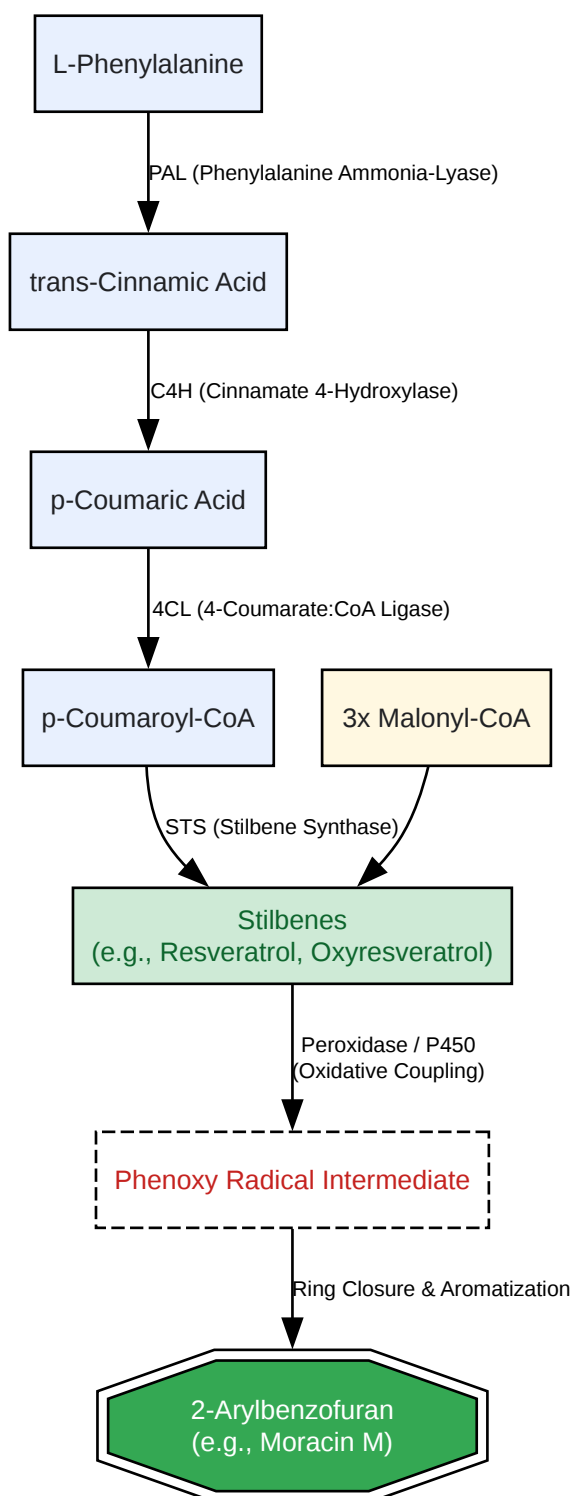 L-Phenylalanine
PAL (Phenylalanine Ammonia-Lyase)
trans-Cinnamic Acid
C4H (Cinnamate 4-Hydroxylase)
p-Coumaric Acid
4CL (4-Coumarate:CoA Ligase)
p-Coumaroyl-CoA
3x Malonyl-CoA
STS (Stilbene Synthase)
Stilbenes
(e.g., Resveratrol, Oxyresveratrol)
Peroxidase / P450
(Oxidative Coupling)
Phenoxy Radical Intermediate
Ring Closure & Aromatization
2-Arylbenzofuran
(e.g., Moracin M)